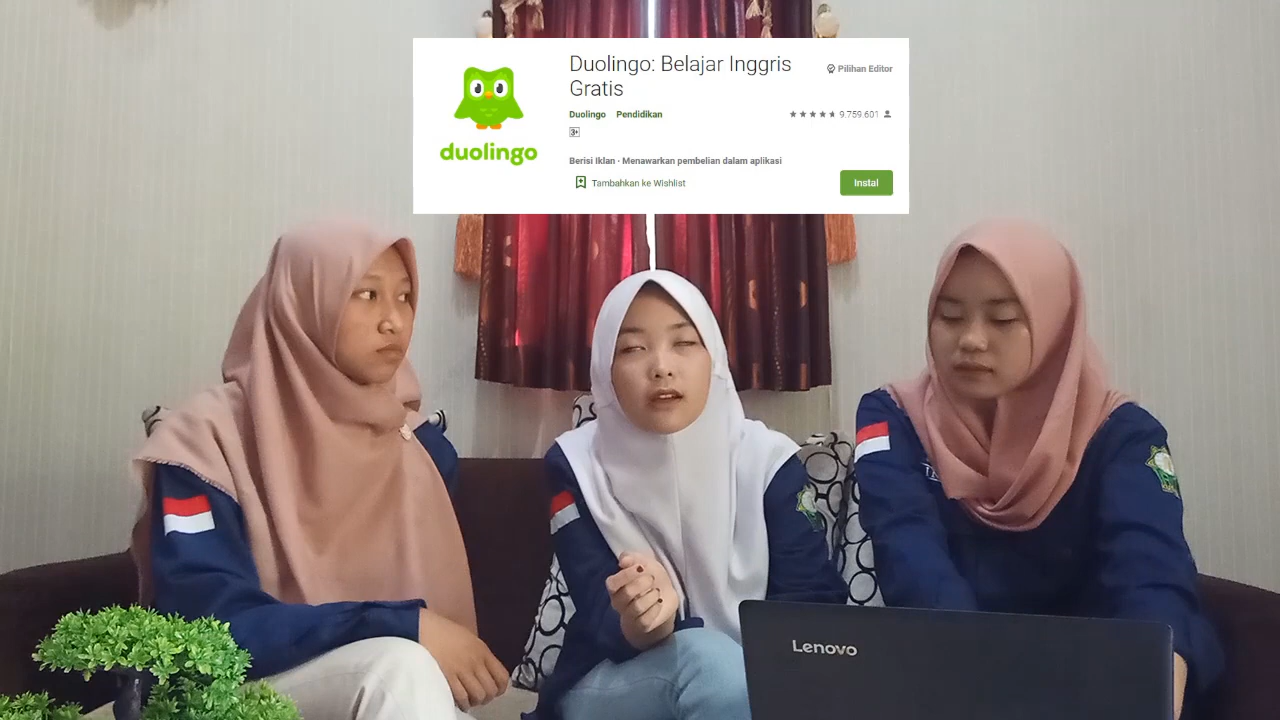 Duolingo: Belajar Inggris
Gratis
Pilihan Editor
Duolingo Pendidikan
9.759.601
3+
duolingo
Berisi Iklan · Menawarkan pembelian dalam aplikasi
Tambahkan ke Wishlist
Instal
Lenovo